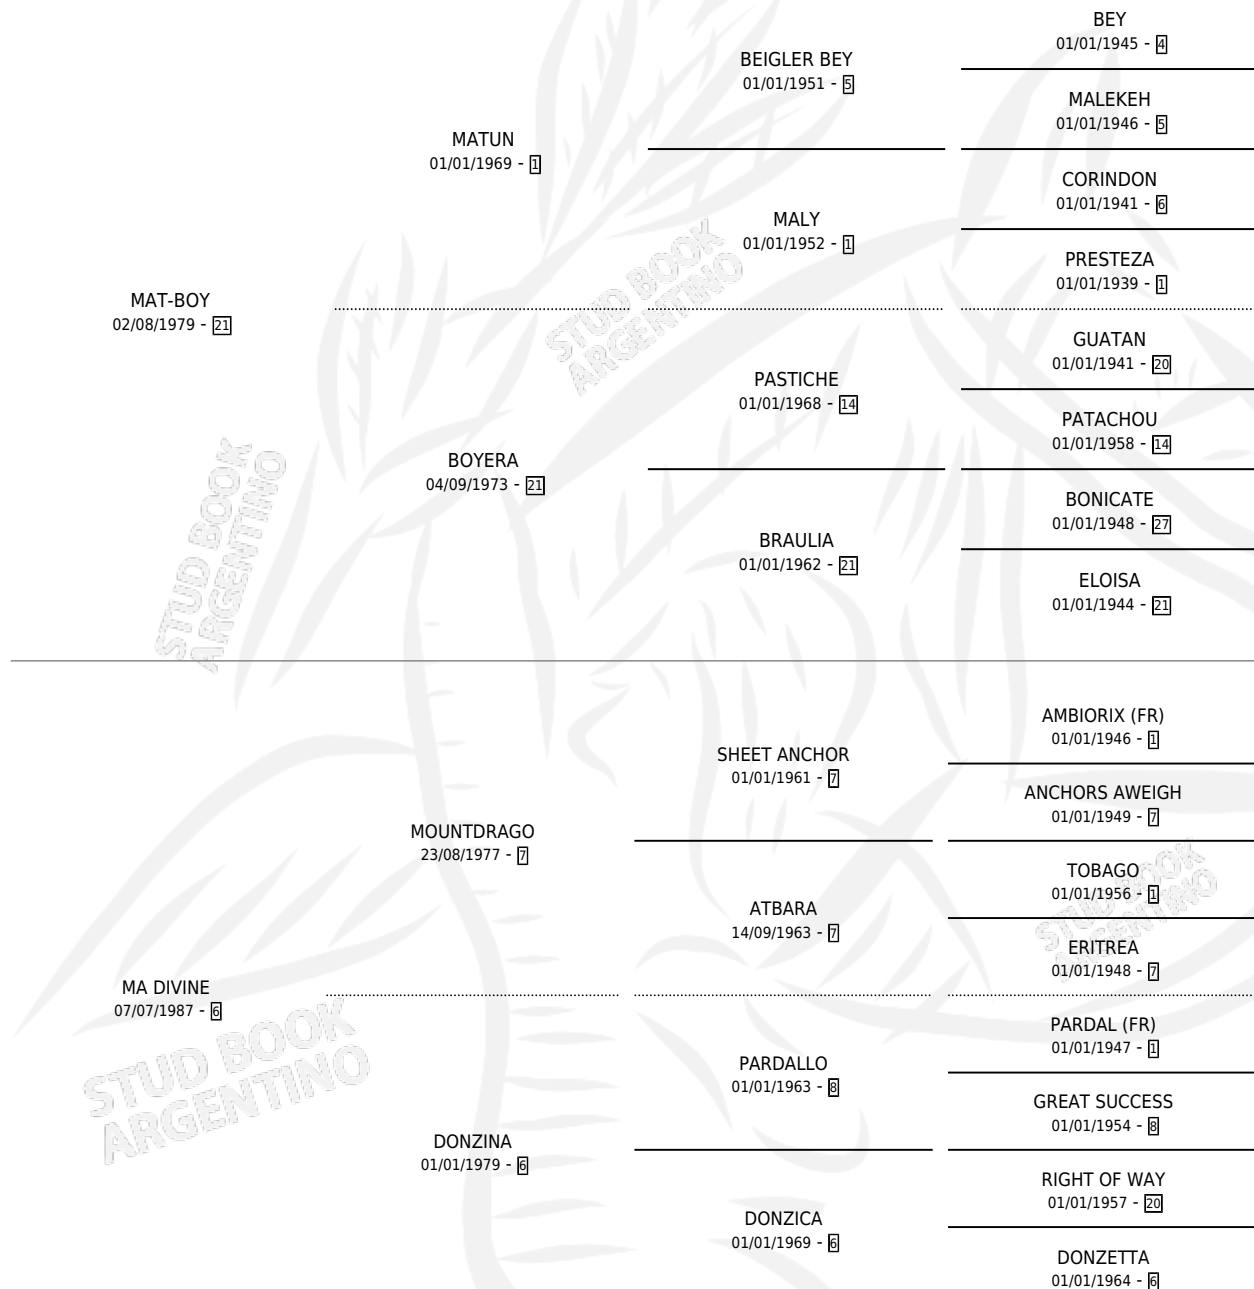 BEY
01/01/1945 - 4
BEIGLER BEY
01/01/1951 - 5
MALEKEH
01/01/1946 - 5
MATUN
01/01/1969 - 1
CORINDON
01/01/1941 - 6
MALY
01/01/1952 - 1
PRESTEZA
01/01/1939 - 1
MAT-BOY
02/08/1979 - 21
GUATAN
01/01/1941 - 20
PASTICHE
01/01/1968 - 14
PATACHOU
01/01/1958 - 14
BOYERA
04/09/1973 - 21
BONICATE
01/01/1948 - 27
BRAULIA
01/01/1962 - 21
ELOISA
01/01/1944 - 21
AMBIORIX (FR)
01/01/1946 - 1
SHEET ANCHOR
01/01/1961 - 7
ANCHORS AWEIGH
01/01/1949 - 7
MOUNTDRAGO
23/08/1977 - 7
TOBAGO
01/01/1956 - 1
ATBARA
14/09/1963 - 7
ERITREA
01/01/1948 - 7
MA DIVINE
07/07/1987 - 6
PARDAL (FR)
01/01/1947 - 1
PARDALLO
01/01/1963 - 8
GREAT SUCCESS
01/01/1954 - 8
DONZINA
01/01/1979 - 6
RIGHT OF WAY
01/01/1957 - 20
DONZICA
01/01/1969 - 6
DONZETTA
01/01/1964 - 6
STUD BOOK
ARGENTINO
STUD BOOK
ARGENTINO
STUD BOOK
ARGENTINO
STUD BOOK
ARGENTINO